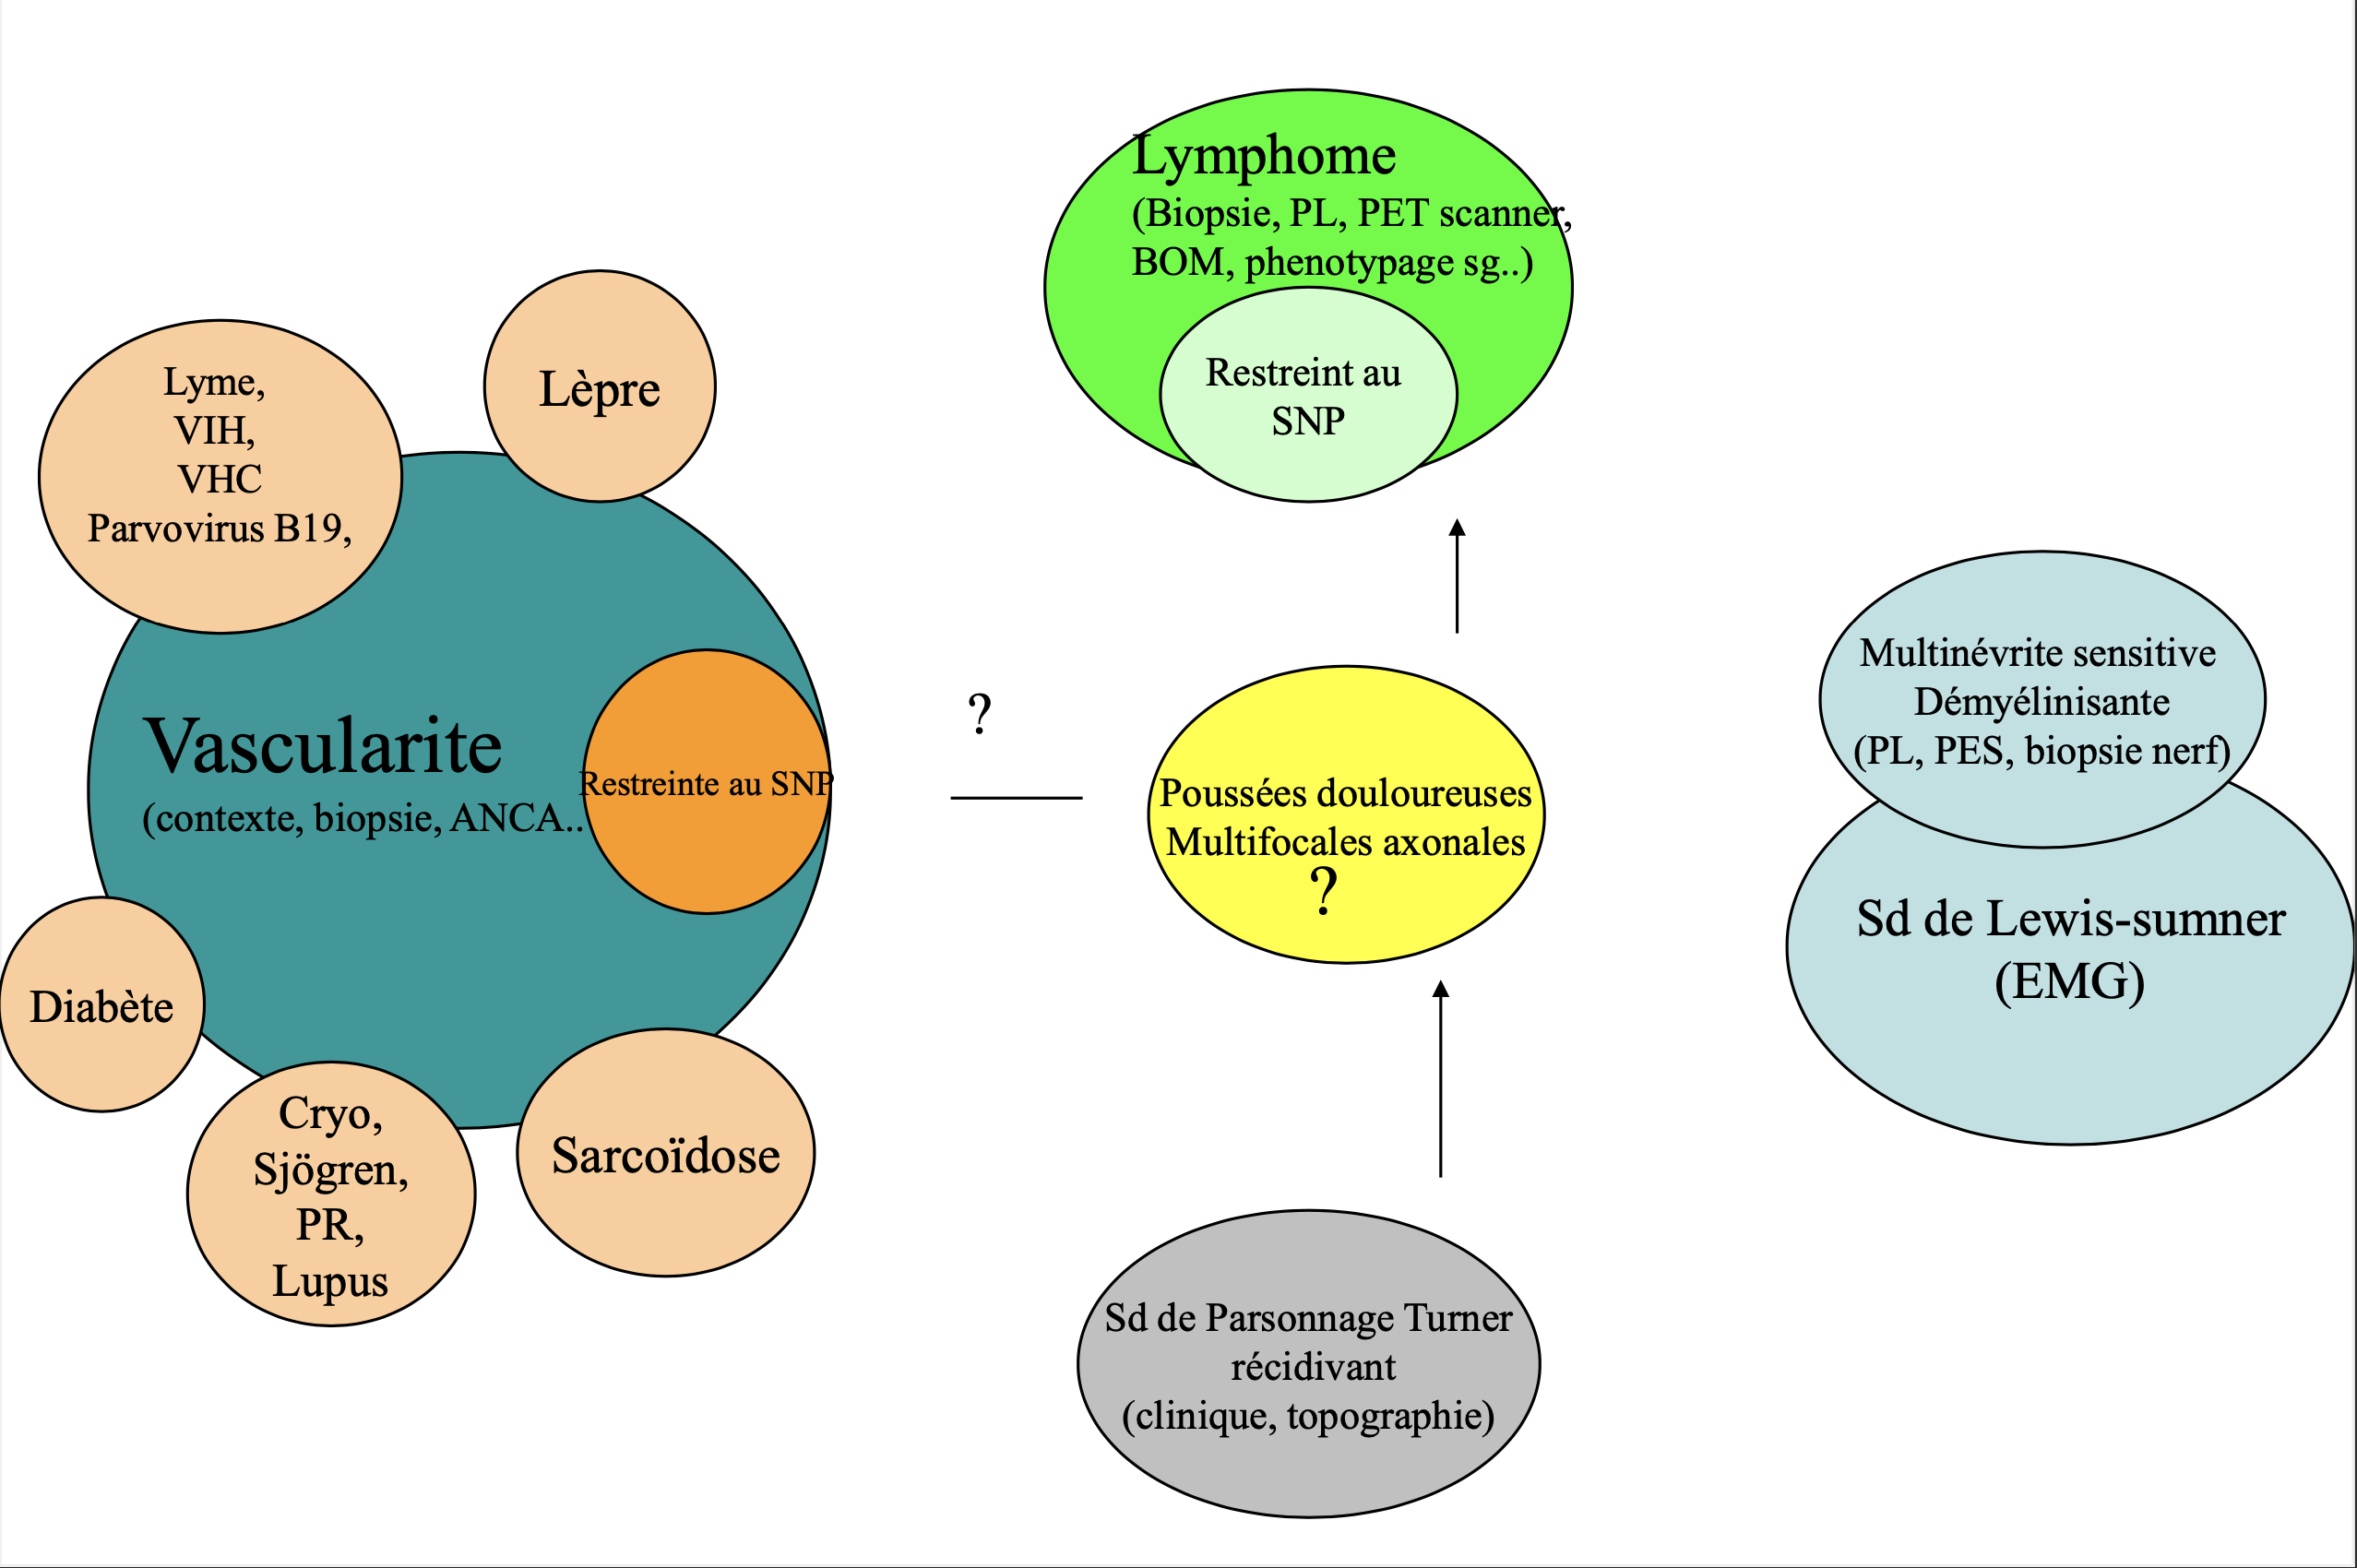 Lymphome
(Biopsie, PL, PET scanner,
BOM, phenotypage sg..)
Restreint au
SNP
Lèpre
Lyme,
VIH,
VHC
Parvovirus B19,
Vascularite
(contexte, biopsie, ANCA..
Restreinte au SNP
?
Poussées douloureuses
Multifocales axonales
?
Multinévrite sensitive
Démyélinisante
(PL, PES, biopsie nerf)
Sd de Lewis-sumner
(EMG)
Diabète
Cryo,
Sjögren,
PR,
Lupus
Sarcoïdose
Sd de Parsonnage Turner
récidivant
(clinique, topographie)